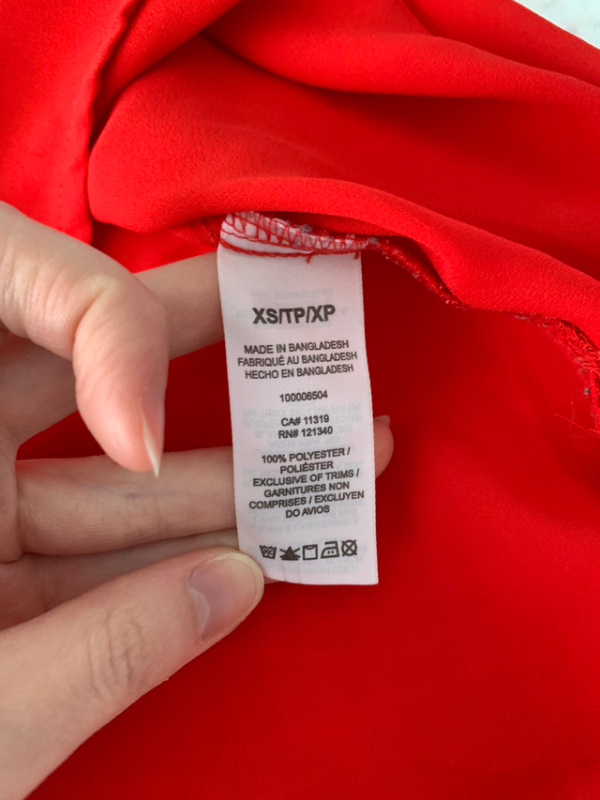 XS/TP/XP
MADE IN BANGLADESH
FABRIQUÉ AU BANGLADESH
HECHO EN BANGLADESH
100006504
CA# 11319
RN# 121340
100% POLYESTER /
POLIÉSTER
EXCLUSIVE OF TRIMS /
GARNITURES NON
COMPRISES / EXCLUYEN
DO AVIOS